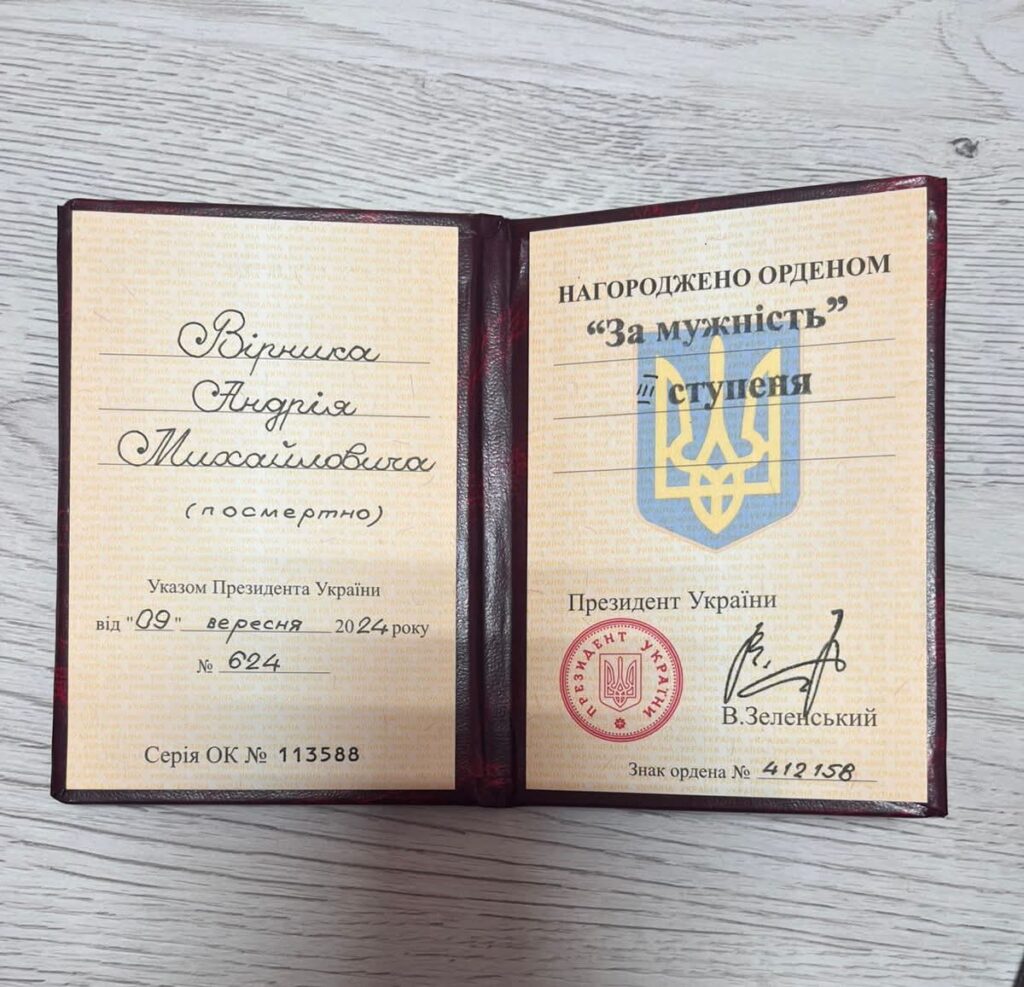 Вірника
Андрія
Михайловича
(посмертно)
Указом Президента України
від "09" вересня 2024 року
№ 624
Серія ОК № 113588
НАГОРОДЖЕНО ОРДЕНОМ
“За мужність”
III ступеня
Президент України
ПРЕЗИДЕНТ УКРАЇНИ
В.Зеленський
Знак ордена № 412158